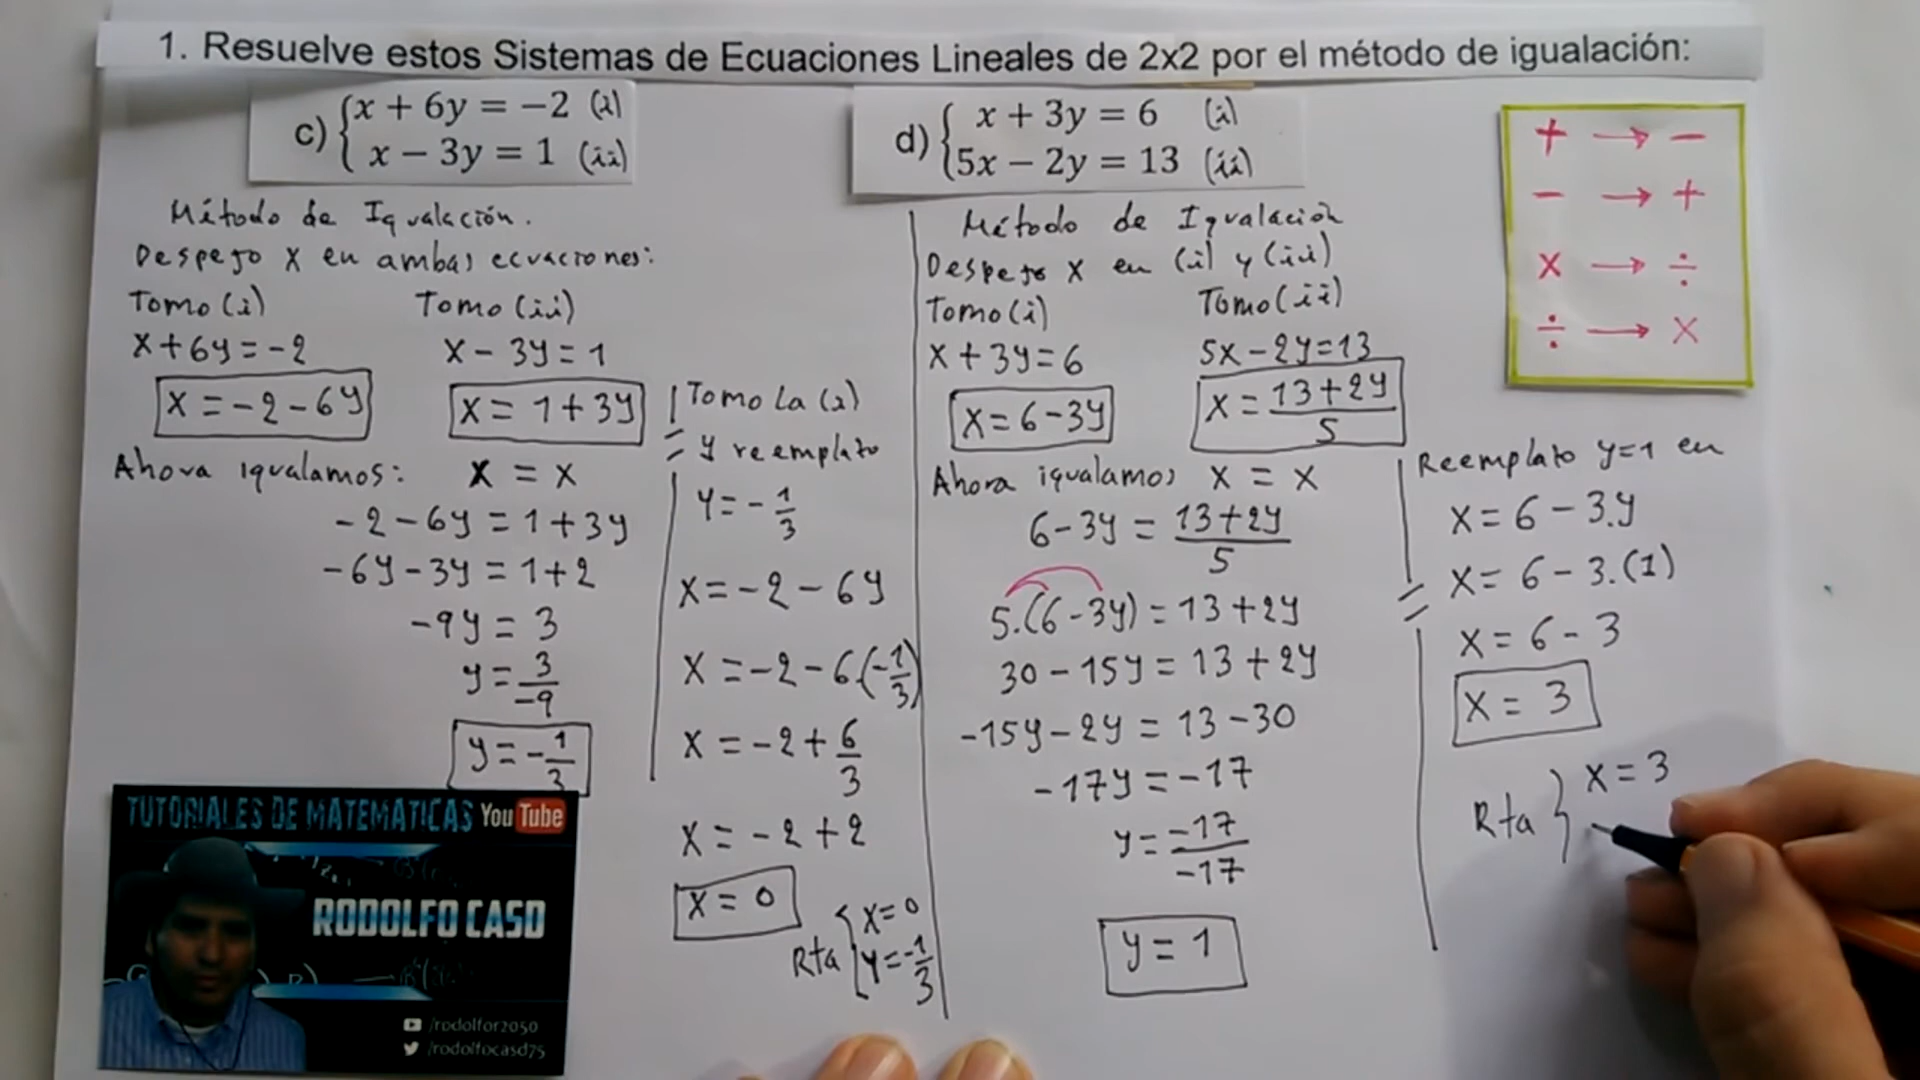 1. Resuelve estos Sistemas de Ecuaciones Lineales de 2x2 por el método de igualación:
c) { x + 6y = −2 (i)
x − 3y = 1 (ii)
Método de Igualación.
Despejo x en ambas ecuaciones:
Tomo (i)
x + 6y = -2
x = -2 - 6y
Tomo (ii)
x - 3y = 1
x = 1 + 3y
Ahora igualamos: x = x
-2 - 6y = 1 + 3y
-6y - 3y = 1 + 2
-9y = 3
y = 3/-9
y = -1/3
Tomo la (i)
y reemplazo
y = -1/3
x = -2 - 6y
x = -2 - 6.(-1/3)
x = -2 + 6/3
x = -2 + 2
x = 0
Rta { x = 0
y = -1/3
d) { x + 3y = 6 (i)
5x − 2y = 13 (ii)
Método de Igualación
Despejo x en (i) y (ii)
Tomo (i)
x + 3y = 6
x = 6 - 3y
Tomo (ii)
5x - 2y = 13
x = 13 + 2y/5
Ahora igualamos x = x
6 - 3y = 13 + 2y/5
5.(6 - 3y) = 13 + 2y
30 - 15y = 13 + 2y
-15y - 2y = 13 - 30
-17y = -17
y = -17/-17
y = 1
Reemplazo y = 1 en
x = 6 - 3.y
x = 6 - 3.(1)
x = 6 - 3
x = 3
Rta } x = 3
+ → −
− → +
× → ÷
÷ → ×
TUTORIALES DE MATEMATICAS YouTube
RODOLFO CASD
/rodolfor2050
/rodolfocasd75